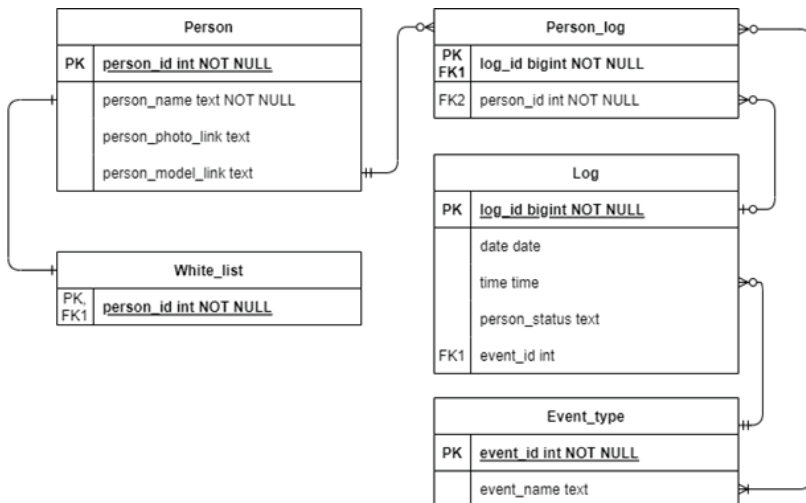 Person
PK person_id int NOT NULL
person_name text NOT NULL
person_photo_link text
person_model_link text
White_list
PK,
FK1 person_id int NOT NULL
Person_log
PK
FK1 log_id bigint NOT NULL
FK2 person_id int NOT NULL
Log
PK log_id bigint NOT NULL
date date
time time
person_status text
FK1 event_id int
Event_type
PK event_id int NOT NULL
event_name text